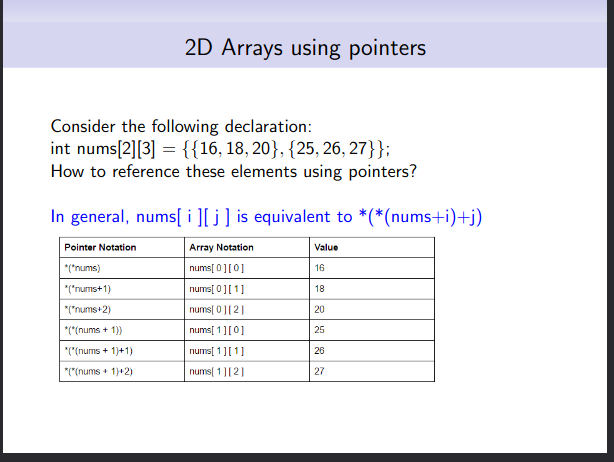 2D Arrays using pointers
Consider the following declaration:
int nums[2][3] = {{16, 18, 20}, {25, 26, 27}};
How to reference these elements using pointers?
In general, nums[ i ][ j ] is equivalent to *(*(nums+i)+j)
Pointer Notation Array Notation Value
*(*nums) nums[ 0 ] [ 0 ] 16
*(*nums+1) nums[ 0 ] [ 1 ] 18
*(*nums+2) nums[ 0 ] [ 2 ] 20
*(*(nums + 1)) nums[ 1 ] [ 0 ] 25
*(*(nums + 1)+1) nums[ 1 ] [ 1 ] 26
*(*(nums + 1)+2) nums[ 1 ] [ 2 ] 27